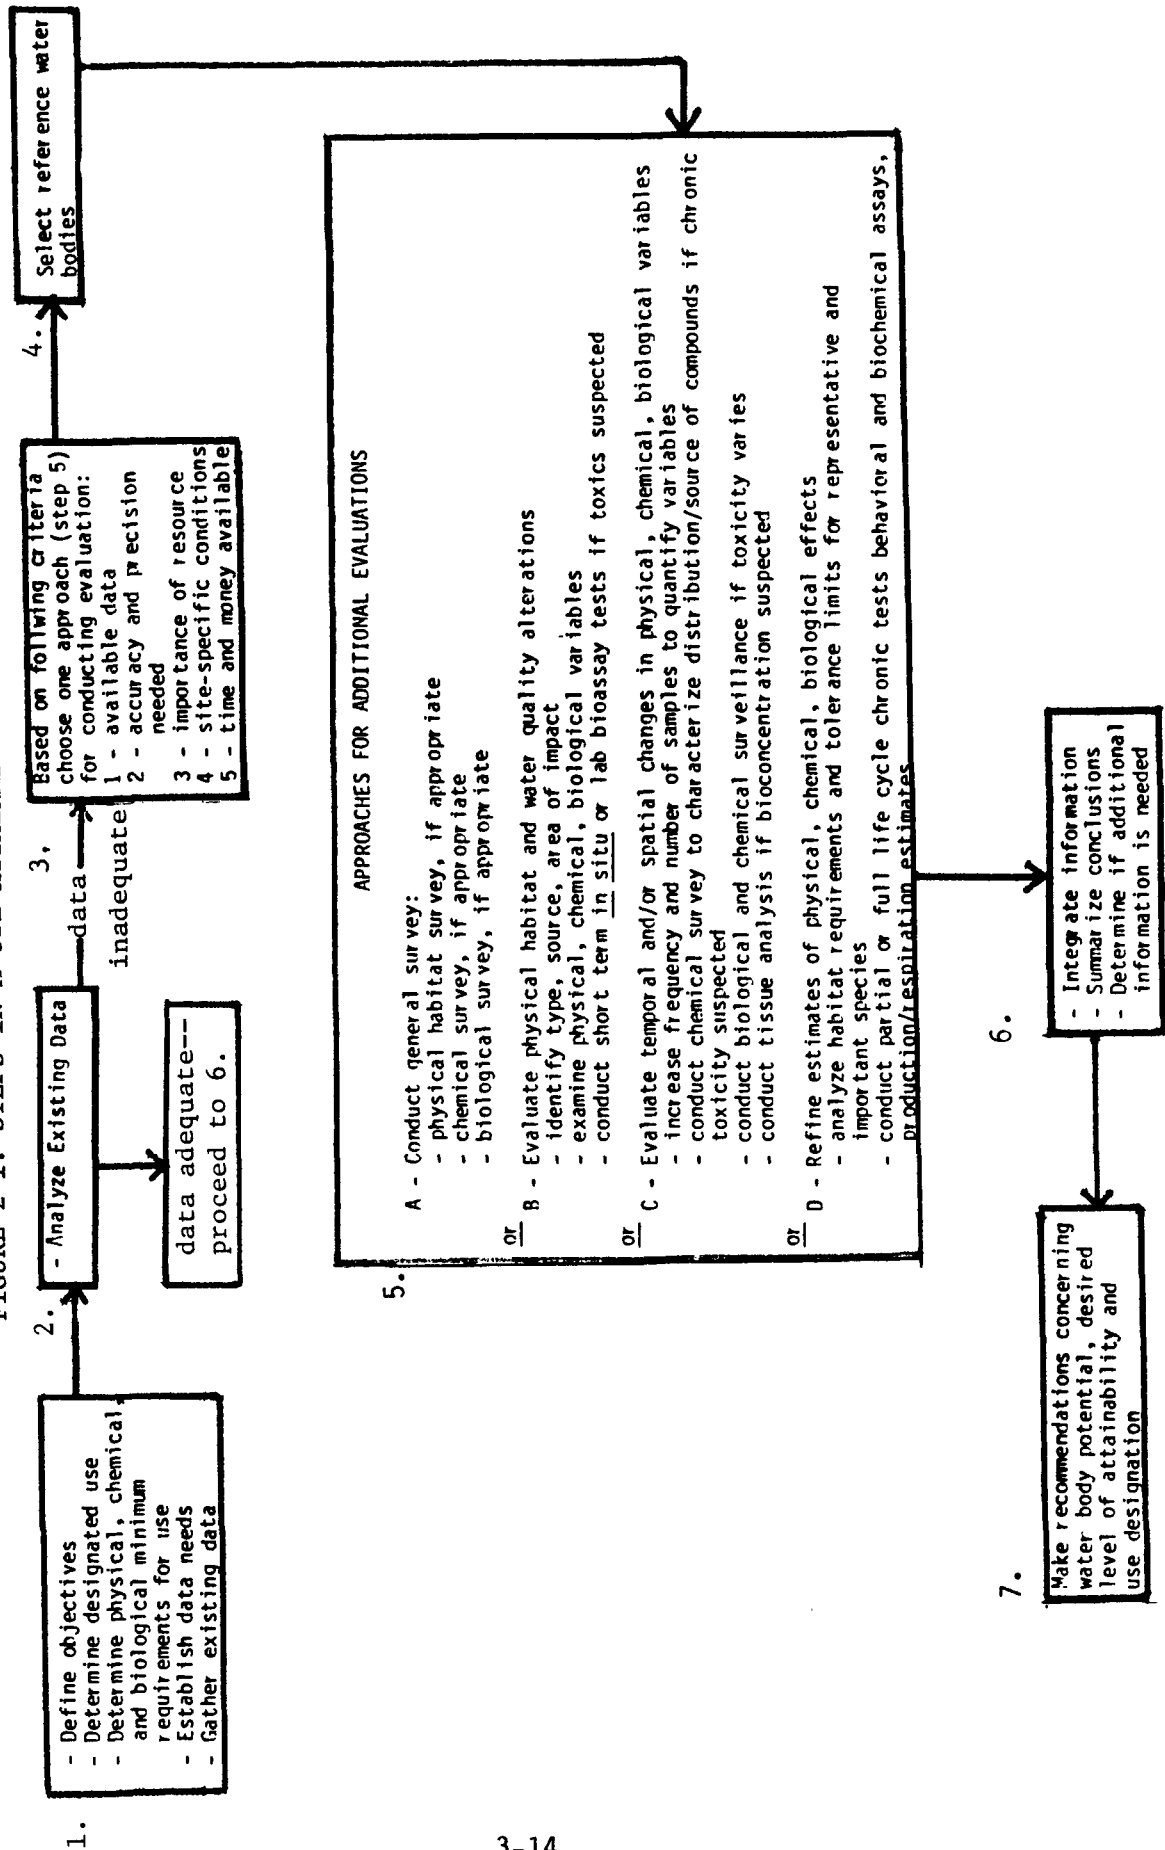 1.
- Define objectives
- Determine designated use
- Determine physical, chemical,
and biological minimum
requirements for use
- Establish data needs
- Gather existing data
2.
- Analyze Existing Data
data adequate--
proceed to 6.
data
inadequate
3.
Based on follwing criteria
choose one approach (step 5)
for conducting evaluation:
1 - available data
2 - accuracy and precision
needed
3 - importance of resource
4 - site-specific conditions
5 - time and money available
4.
Select reference water
bodies
5.
APPROACHES FOR ADDITIONAL EVALUATIONS
A - Conduct general survey:
- physical habitat survey, if appropriate
- chemical survey, if appropriate
- biological survey, if appropriate
or
B - Evaluate physical habitat and water quality alterations
- identify type, source, area of impact
- examine physical, chemical, biological variables
- conduct short term in situ or lab bioassay tests if toxics suspected
or
C - Evaluate temporal and/or spatial changes in physical, chemical, biological variables
- increase frequency and number of samples to quantify variables
- conduct chemical survey to characterize distribution/source of compounds if chronic
toxicity suspected
- conduct biological and chemical surveillance if toxicity varies
- conduct tissue analysis if bioconcentration suspected
or
D - Refine estimates of physical, chemical, biological effects
- analyze habitat requirements and tolerance limits for representative and
important species
- conduct partial or full life cycle chronic tests behavioral and biochemical assays,
production/respiration estimates
6.
- Integrate information
- Summarize conclusions
- Determine if additional
information is needed
7.
Make recommendations concerning
water body potential, desired
level of attainability and
use designation
3-14